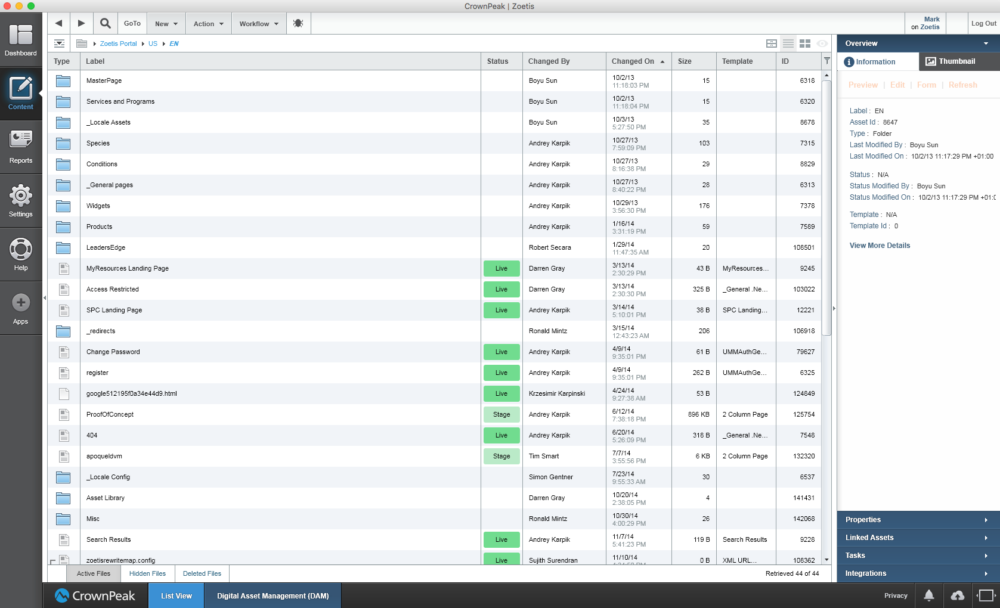 CrownPeak | Zoetis
GoTo New Action Workflow Mark on Zoetis Log Out
Dashboard
Content
Reports
Settings
Help
Apps
Zoetis Portal US EN
Type Label Status Changed By Changed On Size Template ID
MasterPage Boyu Sun 10/2/13 11:18:03 PM 15 6318
Services and Programs Boyu Sun 10/2/13 11:18:04 PM 15 6320
_Locale Assets Boyu Sun 10/3/13 5:27:50 PM 35 8678
Species Andrey Karpik 10/27/13 7:59:09 PM 103 7315
Conditions Andrey Karpik 10/27/13 8:16:38 PM 29 8829
_General pages Andrey Karpik 10/27/13 8:40:22 PM 28 6313
Widgets Andrey Karpik 10/29/13 3:56:30 PM 176 7378
Products Andrey Karpik 1/16/14 3:31:19 PM 59 7589
LeadersEdge Robert Secara 1/29/14 11:47:35 AM 20 108501
MyResources Landing Page Live Darren Gray 3/13/14 2:30:29 PM 43 B MyResources... 9245
Access Restricted Live Darren Gray 3/13/14 2:30:30 PM 325 B _General .Ne... 103022
SPC Landing Page Live Andrey Karpik 3/14/14 5:10:01 PM 38 B SPC Landing... 12221
_redirects Ronald Mintz 3/15/14 12:43:23 AM 206 106918
Change Password Live Andrey Karpik 4/9/14 9:35:01 PM 61 B UMMAuthGe... 79627
register Live Andrey Karpik 4/9/14 9:35:01 PM 262 B UMMAuthGe... 6325
google512195f0a34e44d9.html Live Krzesimir Karpinski 4/24/14 9:27:38 AM 53 B 124849
ProofOfConcept Stage Andrey Karpik 6/12/14 7:38:18 PM 896 KB 2 Column Page 125754
404 Live Andrey Karpik 6/20/14 5:26:09 PM 318 B _General .Ne... 7548
apoqueldvm Stage Tim Smart 7/7/14 3:55:56 PM 6 KB 2 Column Page 132320
_Locale Config Simon Gentner 7/23/14 9:55:33 AM 30 6537
Asset Library Darren Gray 10/20/14 2:38:05 PM 4 141431
Misc Ronald Mintz 10/30/14 4:00:29 PM 26 142068
Search Results Live Andrey Karpik 11/7/14 5:41:23 PM 119 B Search Results 9228
zoetisrewritemap.config Live Sujith Surendran 11/10/14 0 B XML URL... 108362
Active Files Hidden Files Deleted Files Retrieved 44 of 44
Overview
Information Thumbnail
Preview | Edit | Form | Refresh
Label : EN
Asset Id : 8647
Type : Folder
Last Modified By : Boyu Sun
Last Modified On : 10/2/13 11:17:29 PM +01:00
Status : N/A
Status Modified By : Boyu Sun
Status Modified On : 10/2/13 11:17:29 PM +01:0
Template : N/A
Template Id : 0
View More Details
Properties
Linked Assets
Tasks
Integrations
CrownPeak List View Digital Asset Management (DAM) Privacy